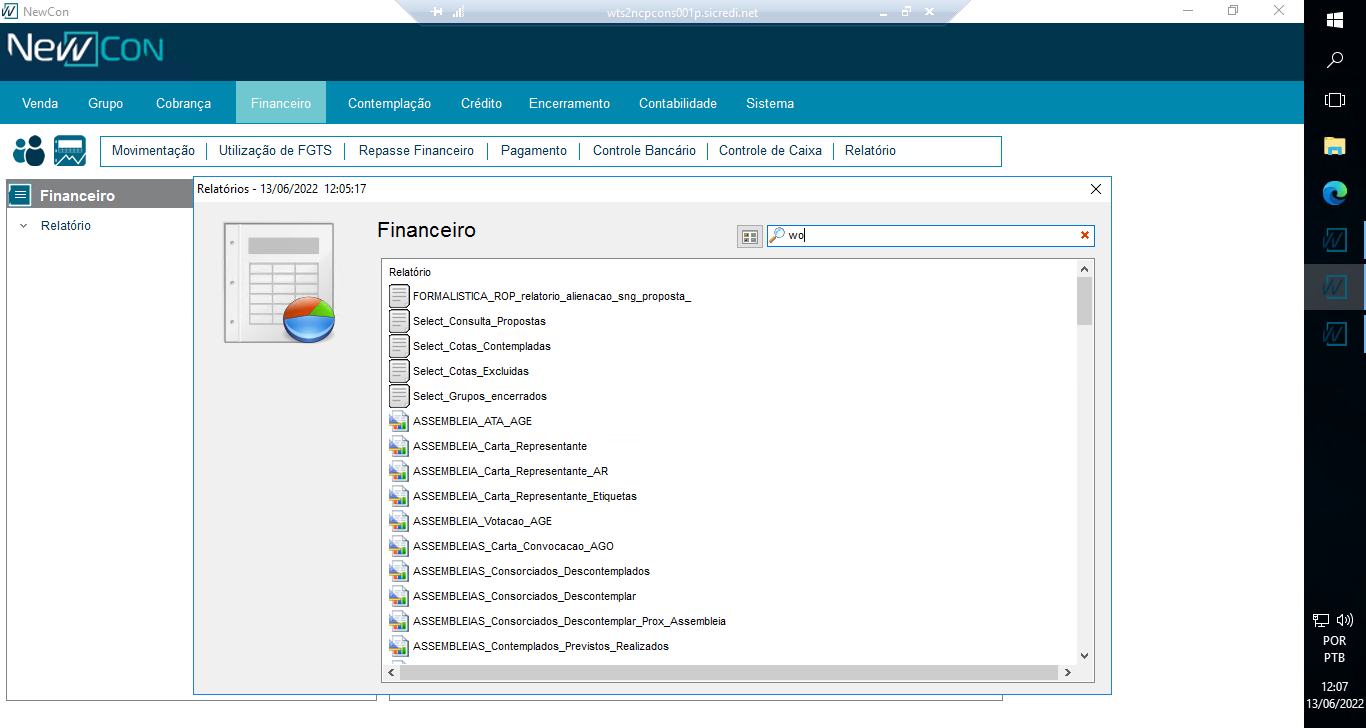 NewCon
wts2ncpcons001p.sicredi.net
NewCon
Venda Grupo Cobrança Financeiro Contemplação Crédito Encerramento Contabilidade Sistema
Movimentação Utilização de FGTS Repasse Financeiro Pagamento Controle Bancário Controle de Caixa Relatório
Financeiro
Relatório
Relatórios - 13/06/2022 12:05:17
Financeiro
wo
Relatório
FORMALISTICA_ROP_relatorio_alienacao_sng_proposta_
Select_Consulta_Propostas
Select_Cotas_Contempladas
Select_Cotas_Excluidas
Select_Grupos_encerrados
ASSEMBLEIA_ATA_AGE
ASSEMBLEIA_Carta_Representante
ASSEMBLEIA_Carta_Representante_AR
ASSEMBLEIA_Carta_Representante_Etiquetas
ASSEMBLEIA_Votacao_AGE
ASSEMBLEIAS_Carta_Convocacao_AGO
ASSEMBLEIAS_Consorciados_Descontemplados
ASSEMBLEIAS_Consorciados_Descontemplar
ASSEMBLEIAS_Consorciados_Descontemplar_Prox_Assembleia
ASSEMBLEIAS_Contemplados_Previstos_Realizados
POR
PTB
12:07
13/06/2022